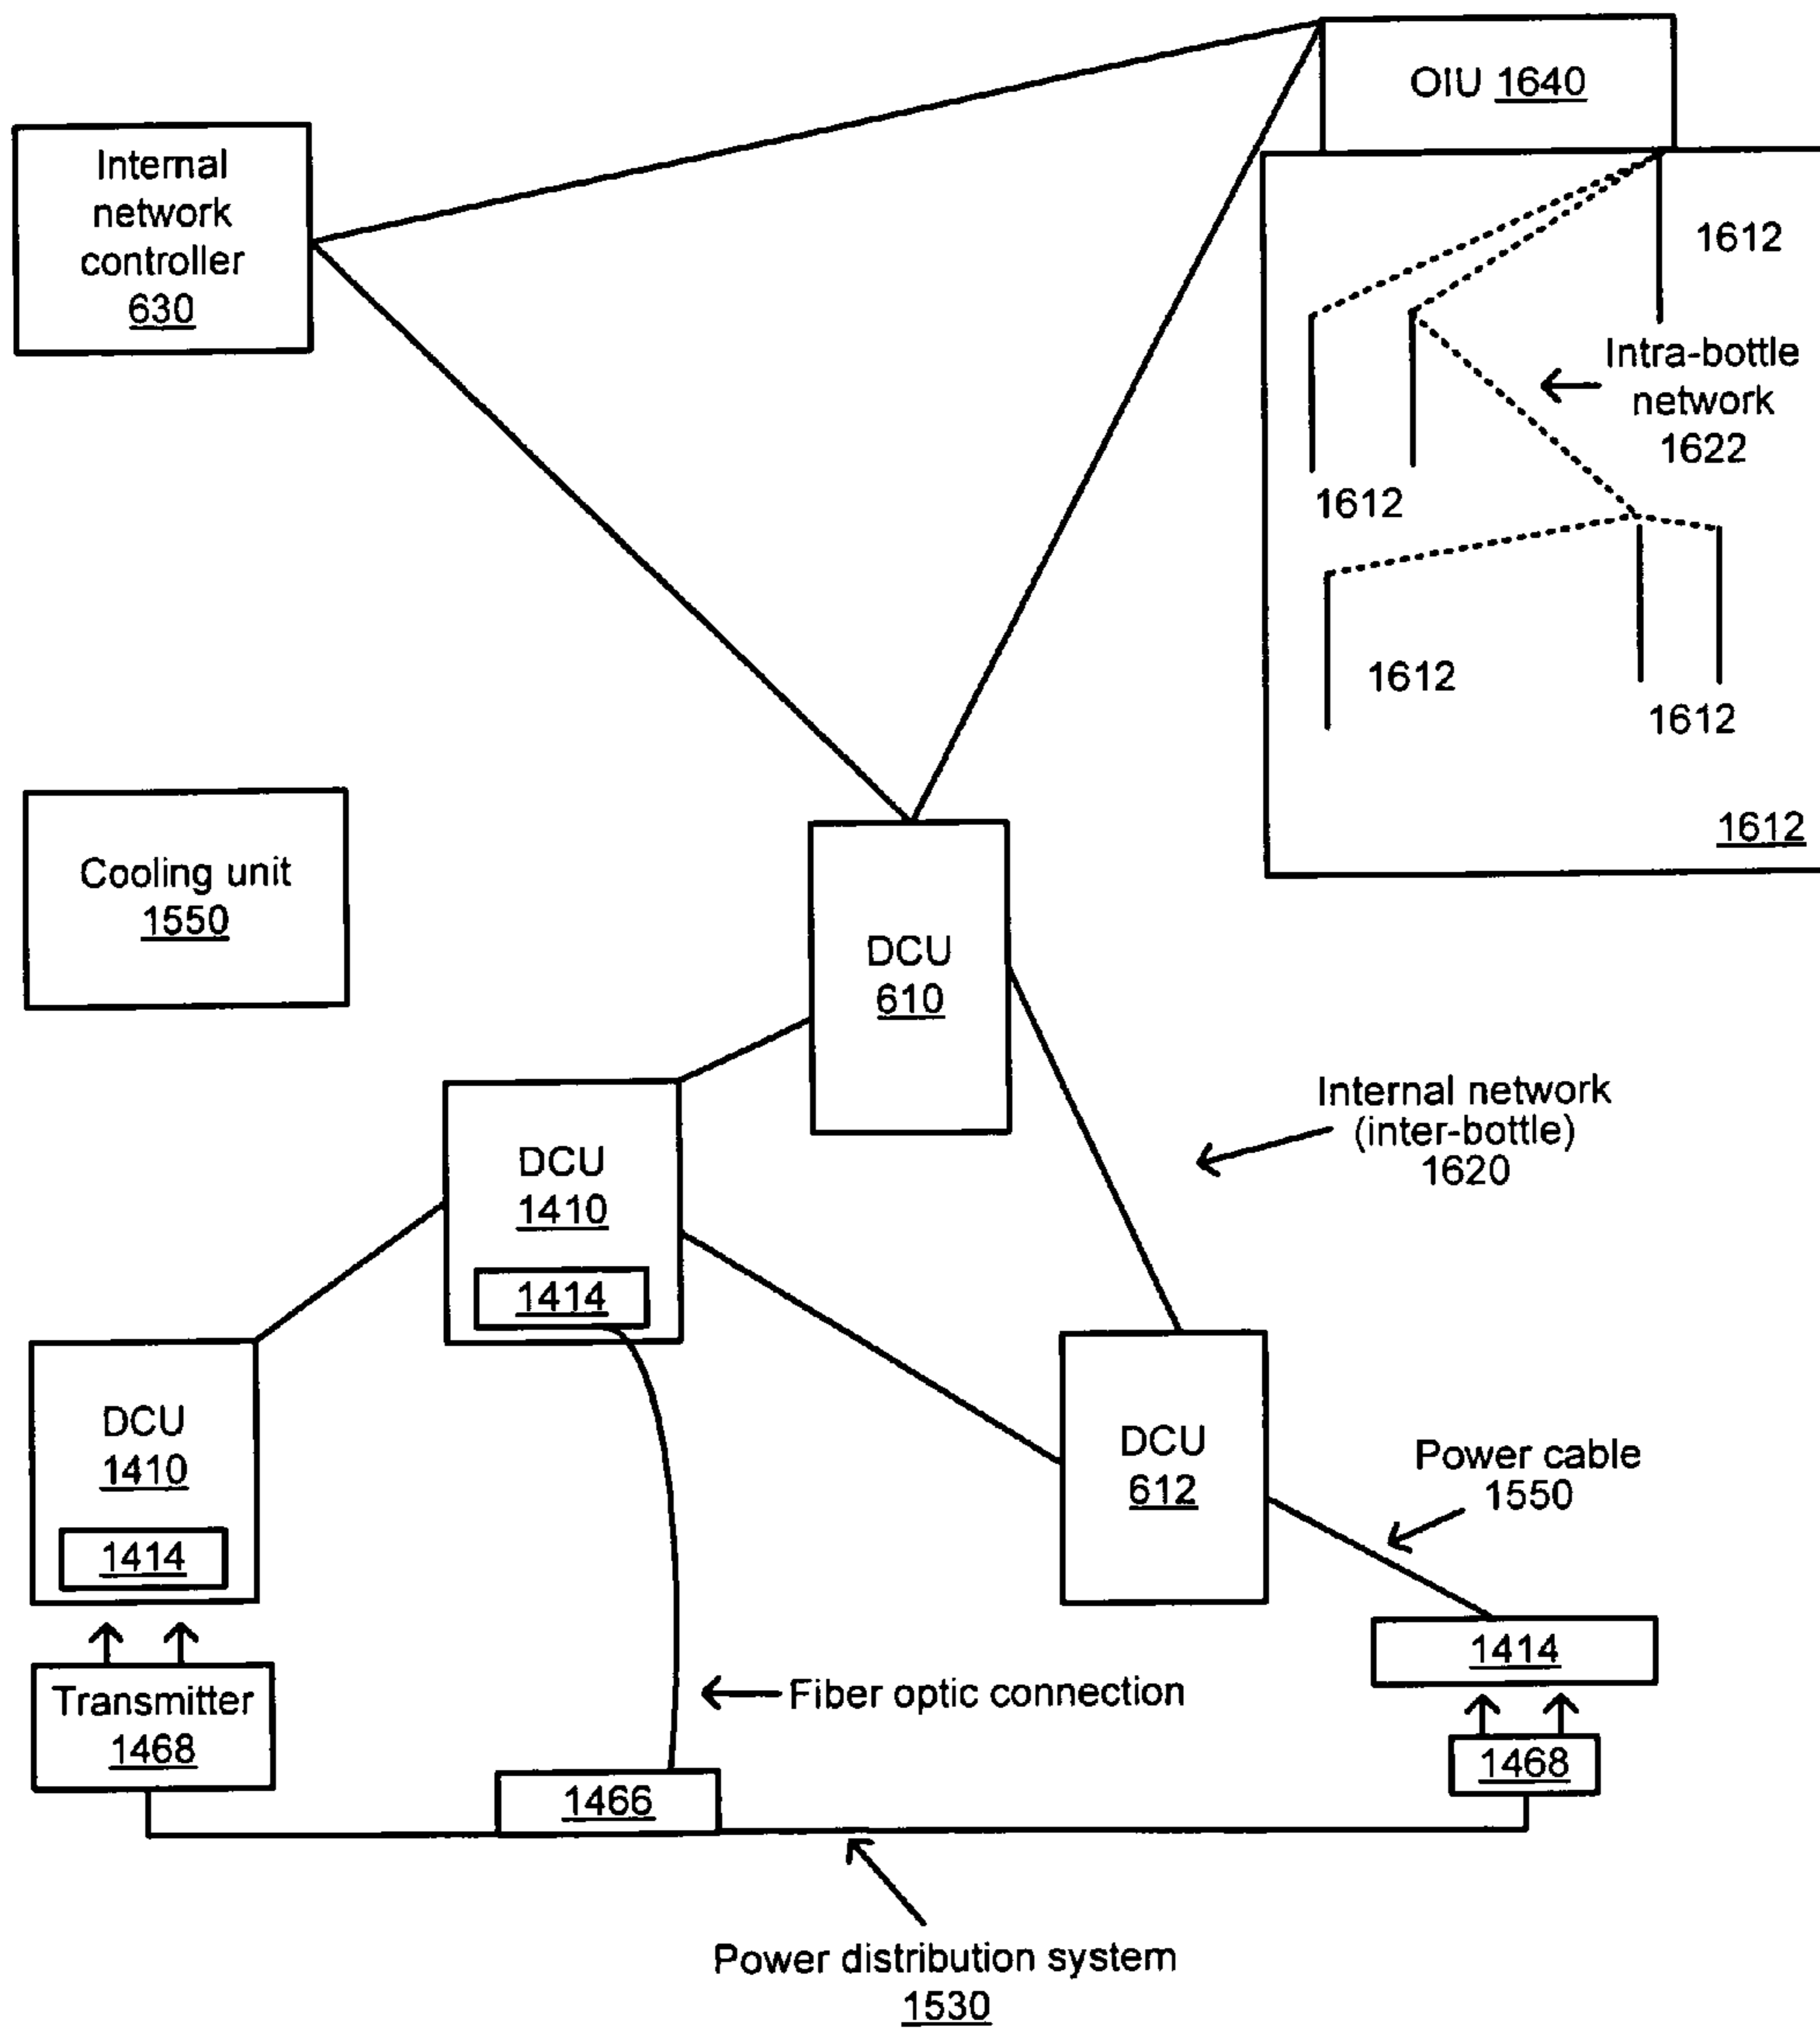 OIU 1640
Internal
network
controller
630
1612
Intra-bottle
network
1622
1612
1612
1612
1612
Cooling unit
1550
DCU
610
Internal network
(inter-bottle)
1620
DCU
1410
1414
DCU
1410
1414
DCU
612
Power cable
1550
1414
Transmitter
1468
Fiber optic connection
1468
1466
Power distribution system
1530